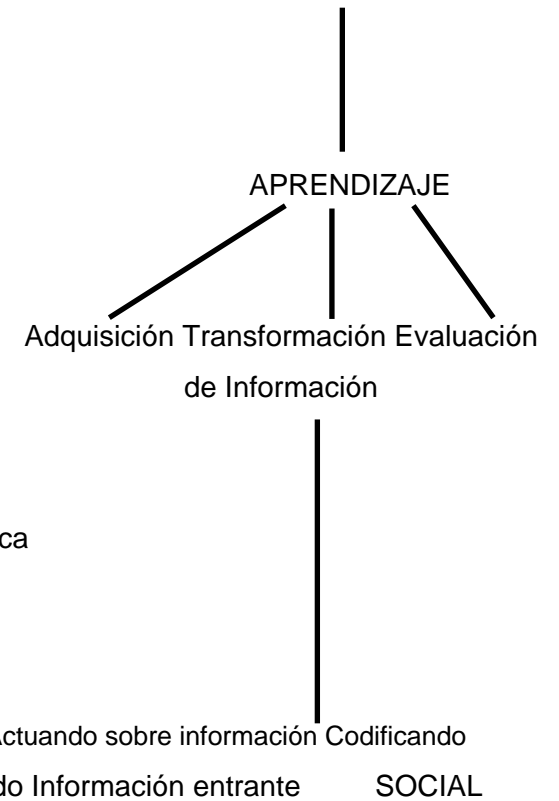 APRENDIZAJE
Adquisición Transformación Evaluación
de Información
ca
Actuando sobre información Codificando
do Información entrante SOCIAL